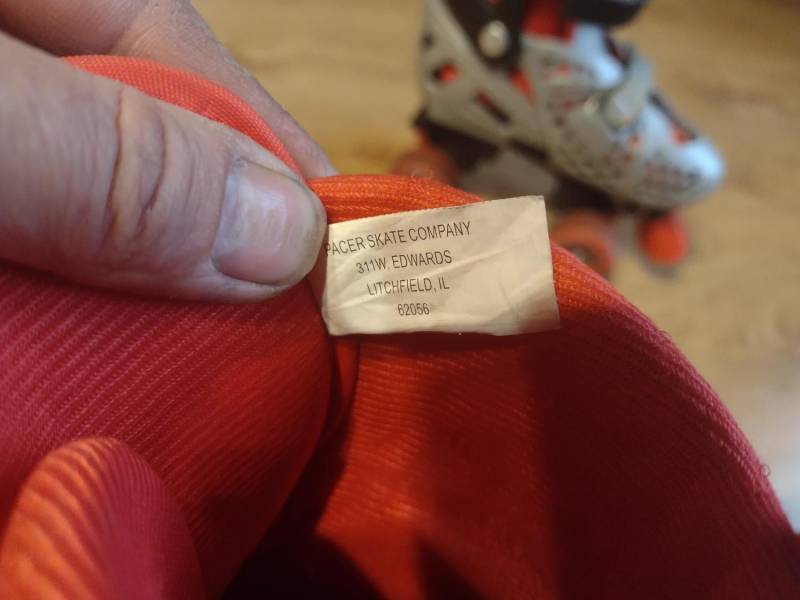 PACER SKATE COMPANY
311W. EDWARDS
LITCHFIELD, IL
62056